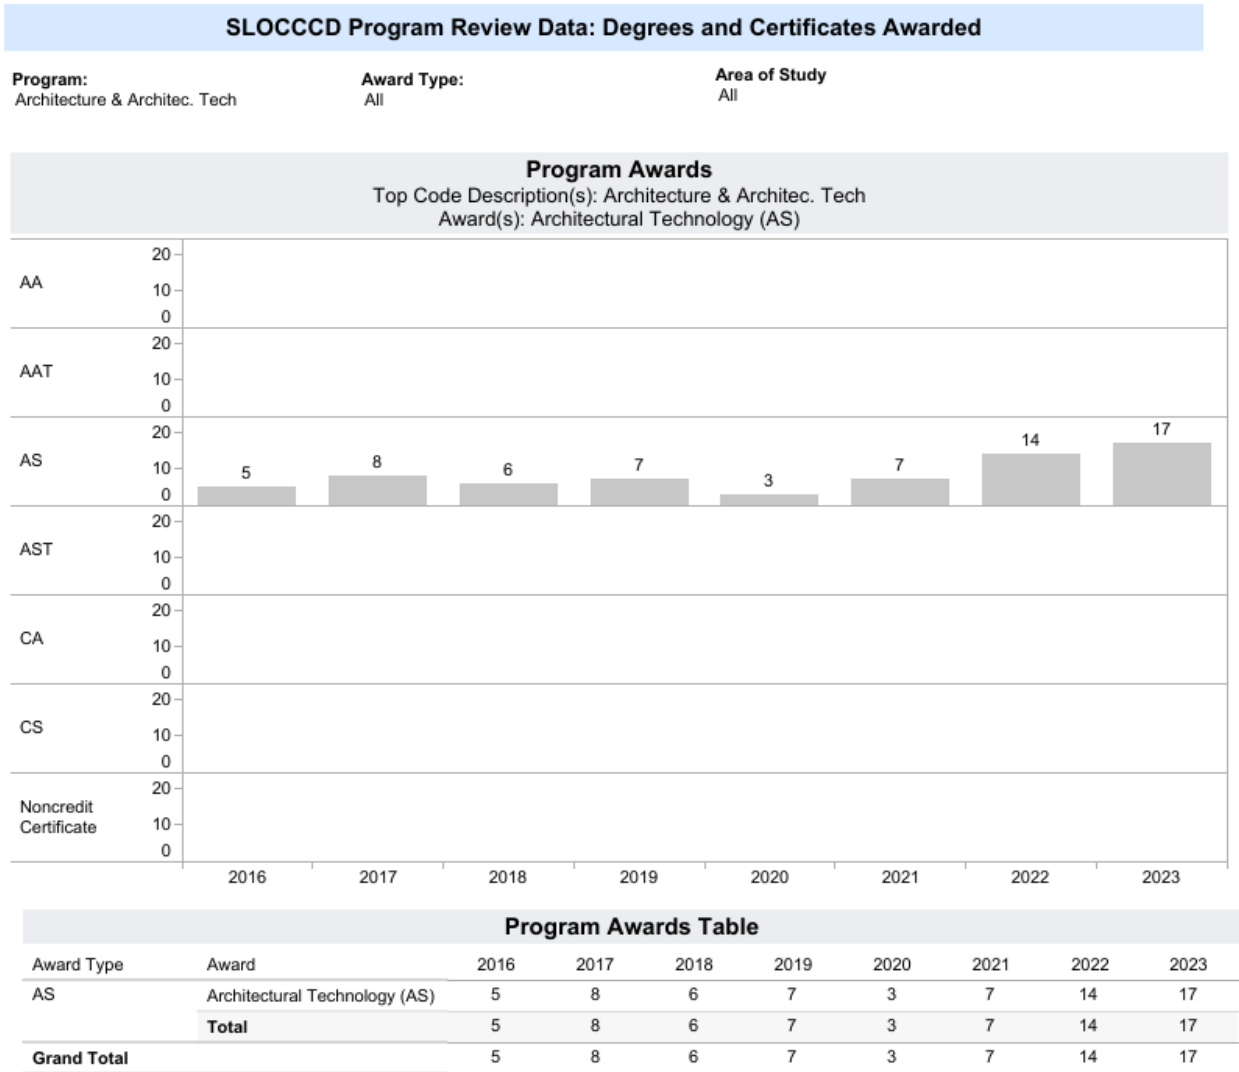 SLOCCCD Program Review Data: Degrees and Certificates Awarded
Program: Award Type: Area of Study
Architecture & Architec. Tech All All
Program Awards
Top Code Description(s): Architecture & Architec. Tech
Award(s): Architectural Technology (AS)
AA 20 10 0
AAT 20 10 0
AS 20 10 0 5 8 6 7 3 7 14 17
AST 20 10 0
CA 20 10 0
CS 20 10 0
Noncredit
Certificate 20 10 0
2016 2017 2018 2019 2020 2021 2022 2023
Program Awards Table
Award Type Award 2016 2017 2018 2019 2020 2021 2022 2023
AS Architectural Technology (AS) 5 8 6 7 3 7 14 17
Total 5 8 6 7 3 7 14 17
Grand Total 5 8 6 7 3 7 14 17